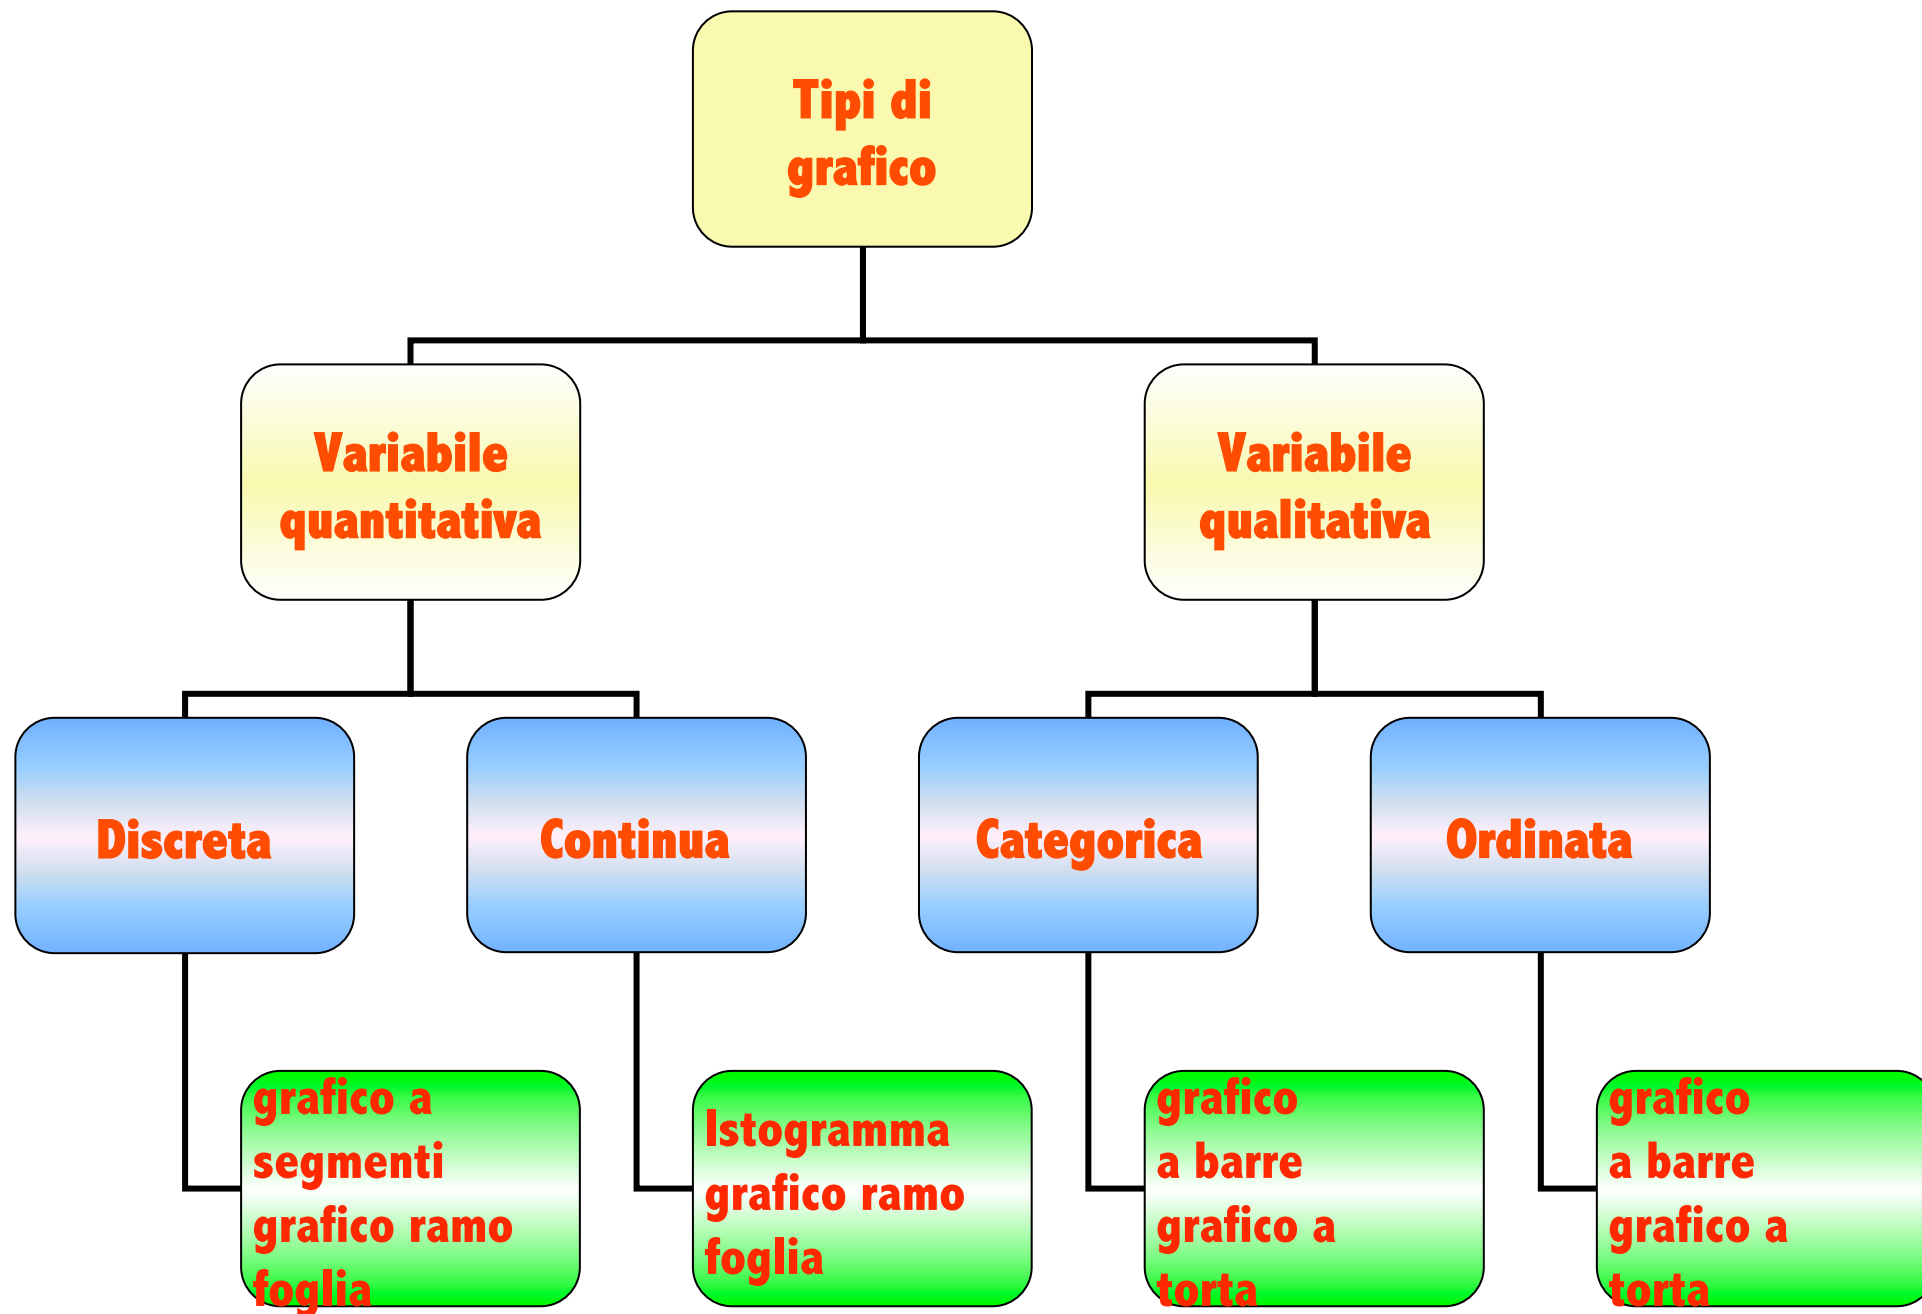 Tipi di
grafico
Variabile
quantitativa
Variabile
qualitativa
Discreta
Continua
Categorica
Ordinata
grafico a
segmenti
grafico ramo
foglia
Istogramma
grafico ramo
foglia
grafico
a barre
grafico a
torta
grafico
a barre
grafico a
torta